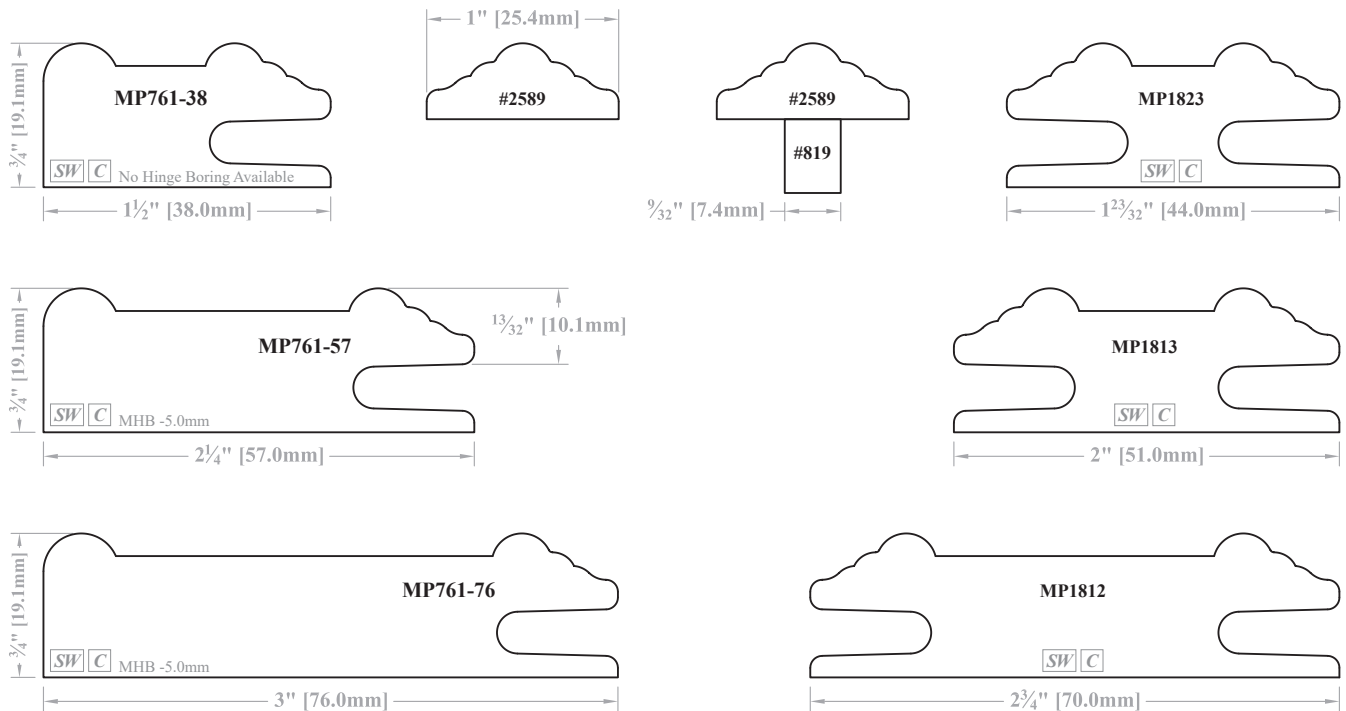 1" [25.4mm]
3/4" [19.1mm]
MP761-38
SW C No Hinge Boring Available
1 1/2" [38.0mm]
#2589
#2589
#819
9/32" [7.4mm]
MP1823
SW C
1 23/32" [44.0mm]
3/4" [19.1mm]
MP761-57
SW C MHB -5.0mm
2 1/4" [57.0mm]
13/32" [10.1mm]
MP1813
SW C
2" [51.0mm]
3/4" [19.1mm]
MP761-76
SW C MHB -5.0mm
3" [76.0mm]
MP1812
SW C
2 3/4" [70.0mm]